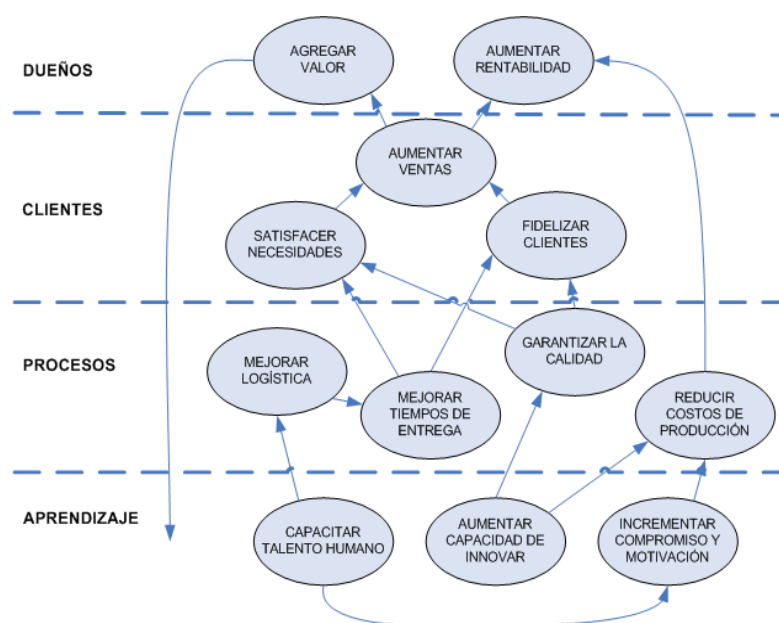 DUEÑOS
AGREGAR
VALOR
AUMENTAR
RENTABILIDAD
CLIENTES
AUMENTAR
VENTAS
SATISFACER
NECESIDADES
FIDELIZAR
CLIENTES
PROCESOS
MEJORAR
LOGÍSTICA
MEJORAR
TIEMPOS DE
ENTREGA
GARANTIZAR LA
CALIDAD
REDUCIR
COSTOS DE
PRODUCCIÓN
APRENDIZAJE
CAPACITAR
TALENTO HUMANO
AUMENTAR
CAPACIDAD DE
INNOVAR
INCREMENTAR
COMPROMISO Y
MOTIVACIÓN